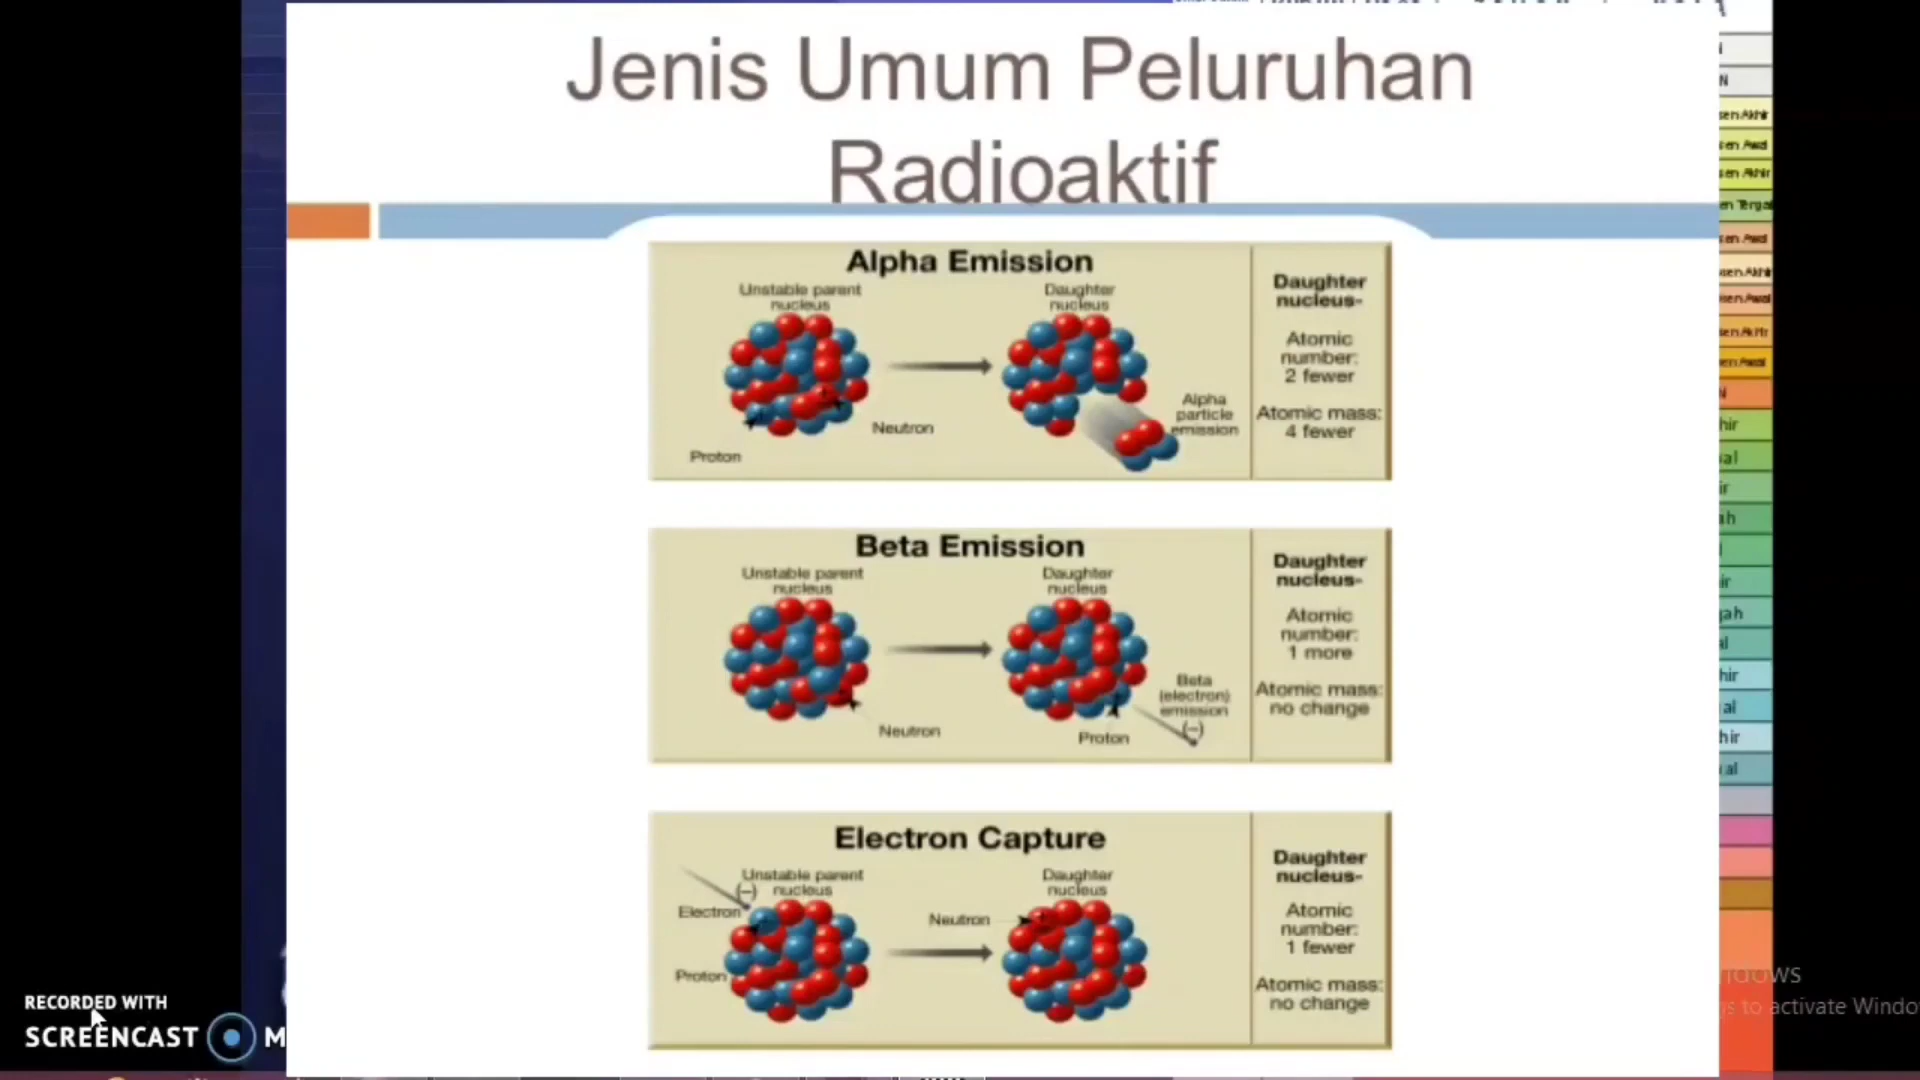 Jenis Umum Peluruhan
Radioaktif
Alpha Emission
Unstable parent
nucleus
Daughter
nucleus
Neutron
Proton
Alpha
particle
emission
Daughter
nucleus-
Atomic
number:
2 fewer
Atomic mass:
4 fewer
Beta Emission
Unstable parent
nucleus
Daughter
nucleus
Neutron
Proton
Beta
(electron)
emission
(−)
Daughter
nucleus-
Atomic
number:
1 more
Atomic mass:
no change
Electron Capture
Unstable parent
nucleus
(−)
Electron
Proton
Daughter
nucleus
Neutron
Daughter
nucleus-
Atomic
number:
1 fewer
Atomic mass:
no change
RECORDED WITH
SCREENCAST M
to activate